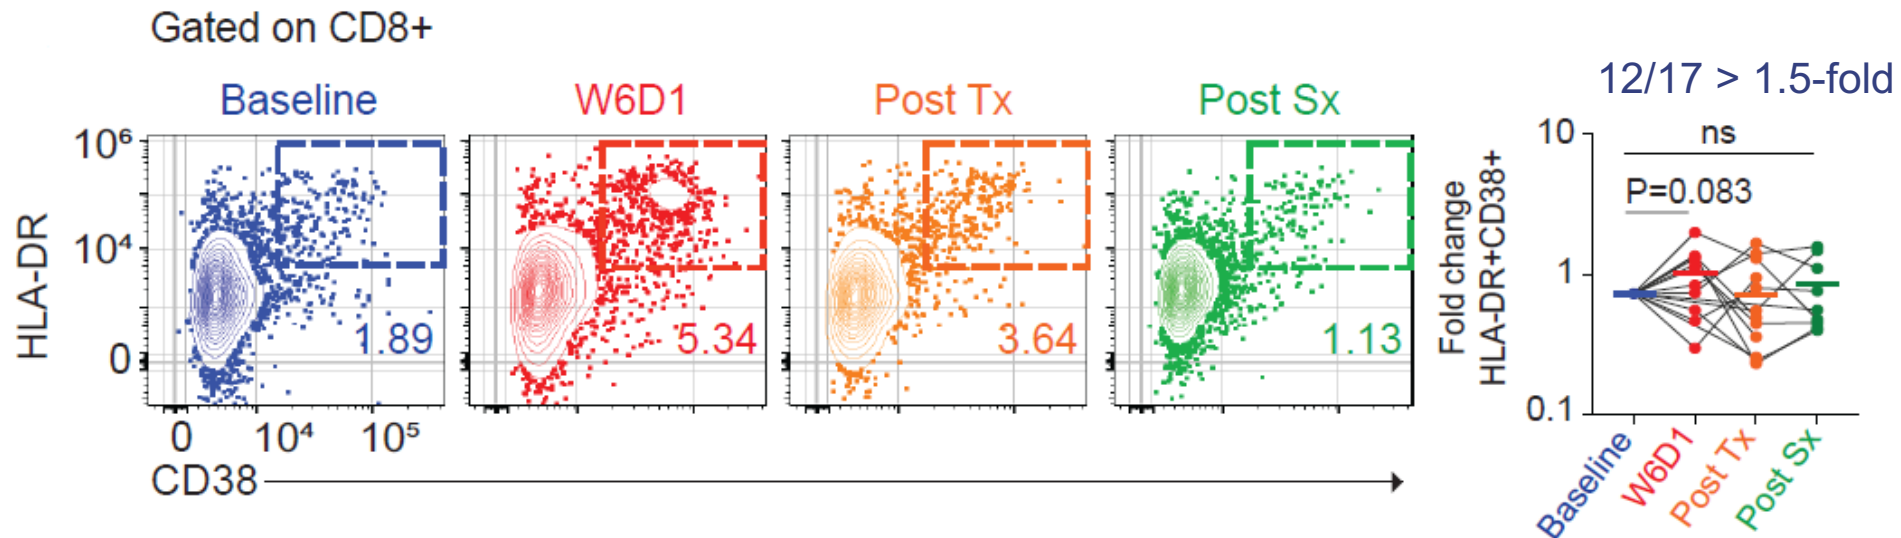 Gated on CD8+
12/17 > 1.5-fold
Baseline
W6D1
Post Tx
Post Sx
HLA-DR
10⁶
10⁴
0
1.89
5.34
3.64
1.13
0
10⁴
10⁵
CD38
Fold change
HLA-DR+CD38+
10
1
0.1
ns
P=0.083
Baseline
W6D1
Post Tx
Post Sx